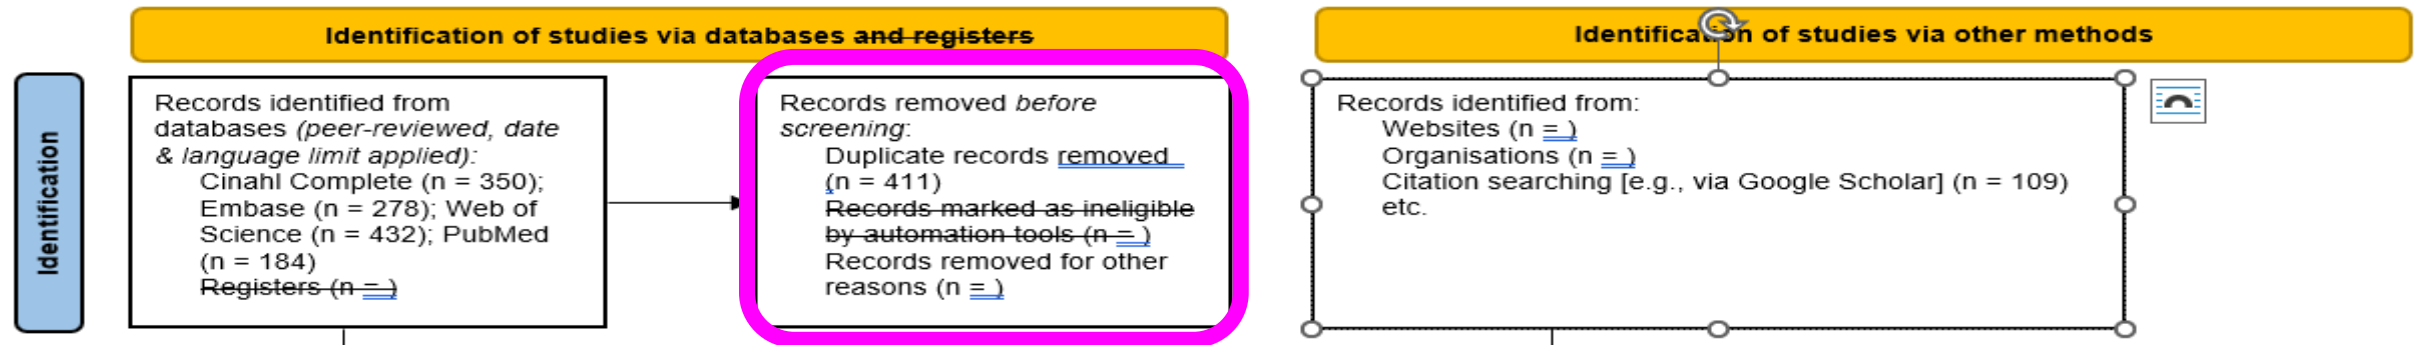 Identification of studies via databases and registers
Identification of studies via other methods
Identification
Records identified from
databases (peer-reviewed, date
& language limit applied):
Cinahl Complete (n = 350);
Embase (n = 278); Web of
Science (n = 432); PubMed
(n = 184)
Registers (n = )
Records removed before
screening:
Duplicate records removed
(n = 411)
Records marked as ineligible
by automation tools (n = )
Records removed for other
reasons (n = )
Records identified from:
Websites (n = )
Organisations (n = )
Citation searching [e.g., via Google Scholar] (n = 109)
etc.